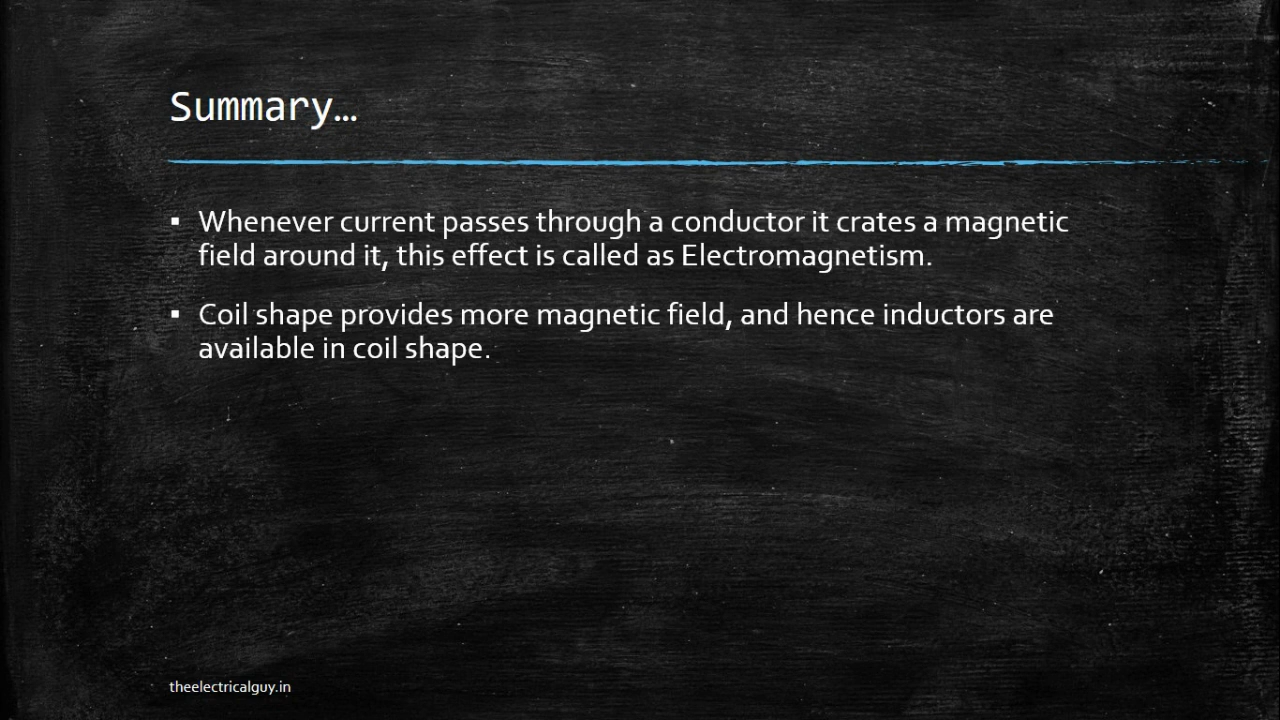 Summary…
▪ Whenever current passes through a conductor it crates a magnetic
field around it, this effect is called as Electromagnetism.
▪ Coil shape provides more magnetic field, and hence inductors are
available in coil shape.
theelectricalguy.in